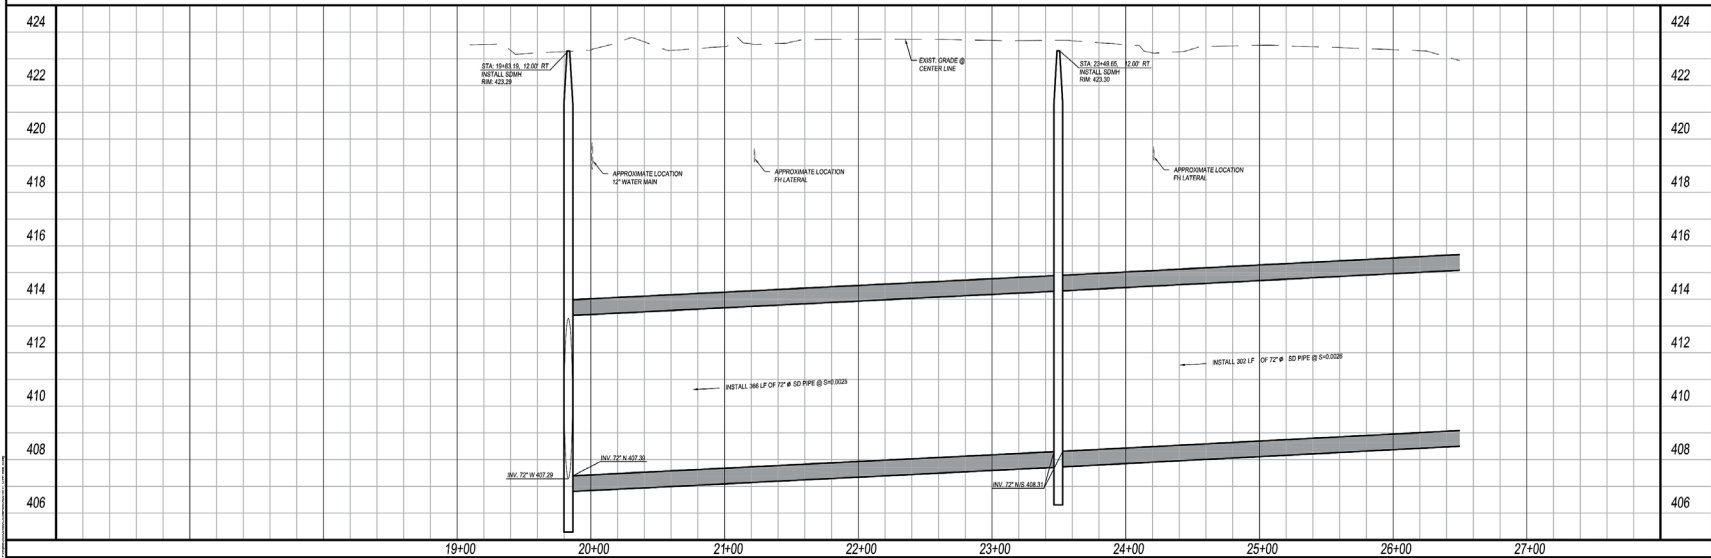 424
422
420
418
416
414
412
410
408
406
STA: 19+83.19, 12.00' RT
INSTALL SDMH
RIM: 423.29
APPROXIMATE LOCATION
12" WATER MAIN
APPROXIMATE LOCATION
FH LATERAL
EXIST. GRADE @
CENTER LINE
STA: 23+49.65, 12.00' RT
INSTALL SDMH
RIM: 423.30
APPROXIMATE LOCATION
FH LATERAL
INSTALL 366 LF OF 72" Ø SD PIPE @ S=0.0025
INSTALL 302 LF OF 72" Ø SD PIPE @ S=0.0025
INV. 72" W 407.29
INV. 72" N 407.39
INV. 72" N/S 408.31
424
422
420
418
416
414
412
410
408
406
19+00 20+00 21+00 22+00 23+00 24+00 25+00 26+00 27+00